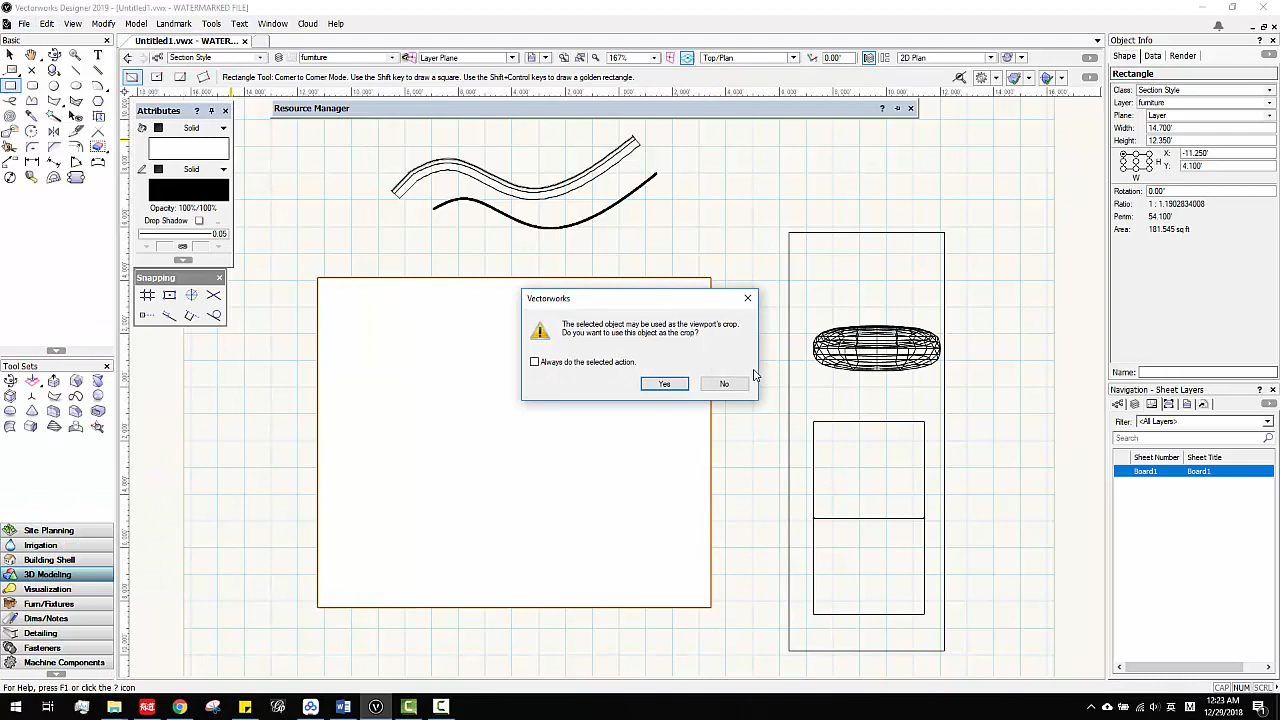 Vectorworks Designer 2019 - [Untitled1.vwx - WATERMARKED FILE]
File Edit View Modify Model Landmark Tools Text Window Cloud Help
Basic
Untitled1.vwx - WATER...
Section Style
furniture
Layer Plane
167%
Top/Plan
0.00°
2D Plan
Rectangle Tool: Corner to Corner Mode. Use the Shift key to draw a square. Use the Shift+Control keys to draw a golden rectangle.
Attributes
Solid
Solid
Opacity: 100%/100%
Drop Shadow
0.05
Snapping
Resource Manager
Vectorworks
The selected object may be used as the viewport's crop.
Do you want to use this object as the crop?
Always do the selected action.
Yes No
Tool Sets
Site Planning
Irrigation
Building Shell
3D Modeling
Visualization
Furn/Fixtures
Dims/Notes
Detailing
Fasteners
Machine Components
Object Info
Shape Data Render
Rectangle
Class: Section Style
Layer: furniture
Plane: Layer
Width: 14.700'
Height: 12.350'
X: -11.250'
H Y: 4.100'
W
Rotation: 0.00°
Ratio: 1 : 1.1902834008
Perim: 54.100'
Area: 181.545 sq ft
Name:
Navigation - Sheet Layers
Filter: <All Layers>
Search
Sheet Number Sheet Title
Board1 Board1
For Help, press F1 or click the ? icon
CAP NUM SCRL
12:23 AM
12/29/2018